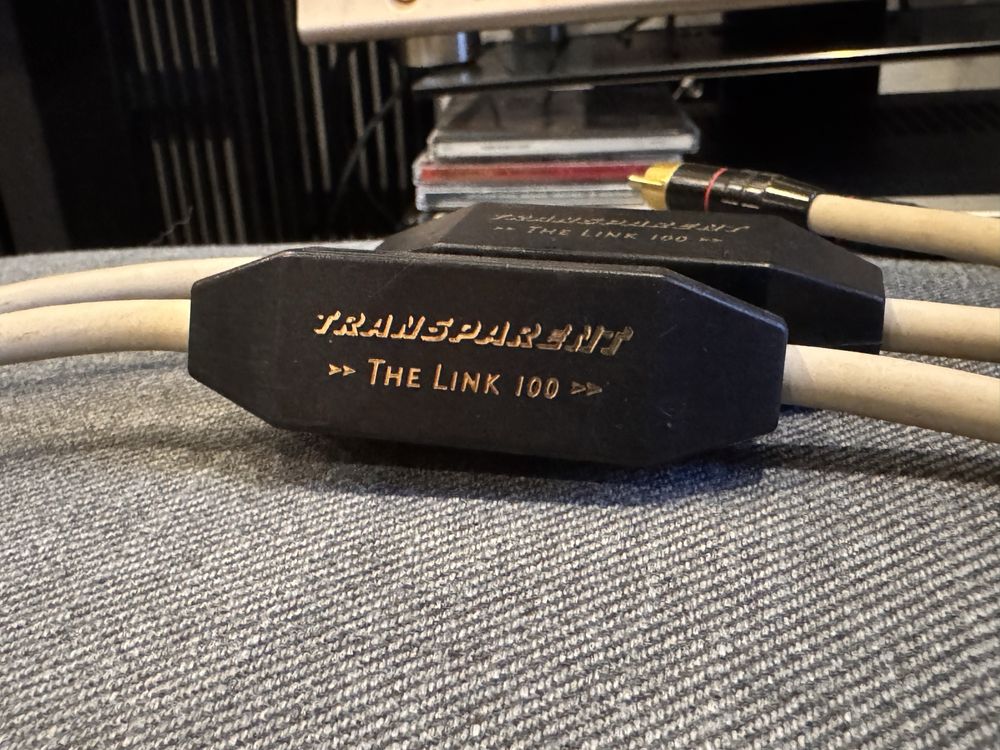 TRANSPARENT
>> THE LINK 100 >>
TRANSPARENT
>> THE LINK 100 >>